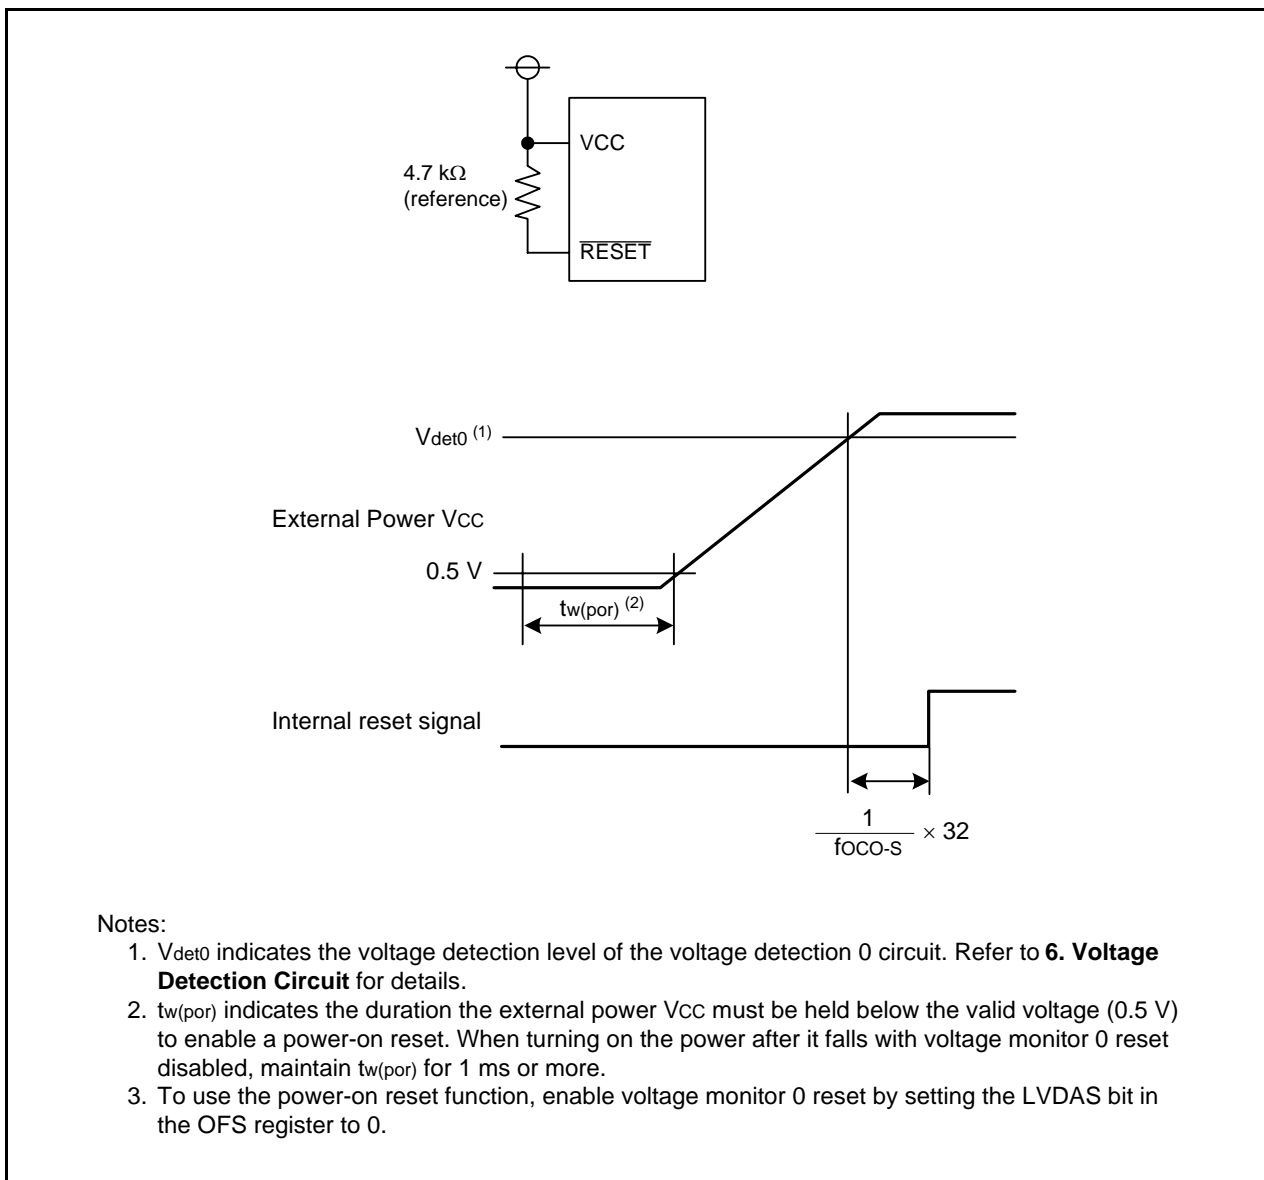 VCC
4.7 kΩ
(reference)
RESET
Vdet0 (1)
External Power VCC
0.5 V
tw(por) (2)
Internal reset signal
1
fOCO-S
× 32
Notes:
1. Vdet0 indicates the voltage detection level of the voltage detection 0 circuit. Refer to 6. Voltage
Detection Circuit for details.
2. tw(por) indicates the duration the external power VCC must be held below the valid voltage (0.5 V)
to enable a power-on reset. When turning on the power after it falls with voltage monitor 0 reset
disabled, maintain tw(por) for 1 ms or more.
3. To use the power-on reset function, enable voltage monitor 0 reset by setting the LVDAS bit in
the OFS register to 0.